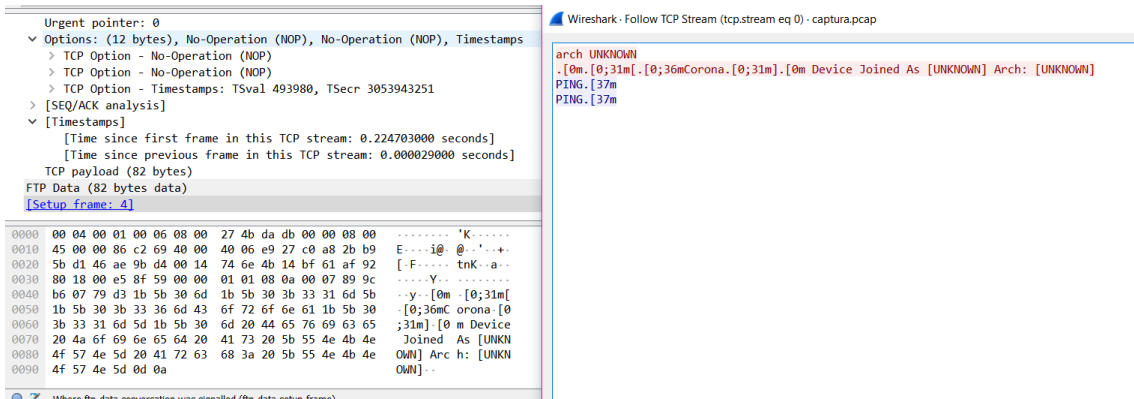 Urgent pointer: 0
Options: (12 bytes), No-Operation (NOP), No-Operation (NOP), Timestamps
TCP Option - No-Operation (NOP)
TCP Option - No-Operation (NOP)
TCP Option - Timestamps: TSval 493980, TSecr 3053943251
[SEQ/ACK analysis]
[Timestamps]
[Time since first frame in this TCP stream: 0.224703000 seconds]
[Time since previous frame in this TCP stream: 0.000029000 seconds]
TCP payload (82 bytes)
FTP Data (82 bytes data)
[Setup frame: 4]
0000 00 04 00 01 00 06 08 00 27 4b da db 00 00 08 00 ········ 'K······
0010 45 00 00 86 c2 69 40 00 40 06 e9 27 c0 a8 2b b9 E····i@· @··'··+·
0020 5b d1 46 ae 9b d4 00 14 74 6e 4b 14 bf 61 af 92 [·F····· tnK··a··
0030 80 18 00 e5 8f 59 00 00 01 01 08 0a 00 07 89 9c ·····Y·· ········
0040 b6 07 79 d3 1b 5b 30 6d 1b 5b 30 3b 33 31 6d 5b ··y··[0m ·[0;31m[
0050 1b 5b 30 3b 33 36 6d 43 6f 72 6f 6e 61 1b 5b 30 ·[0;36mC orona·[0
0060 3b 33 31 6d 5d 1b 5b 30 6d 20 44 65 76 69 63 65 ;31m]·[0 m Device
0070 20 4a 6f 69 6e 65 64 20 41 73 20 5b 55 4e 4b 4e Joined As [UNKN
0080 4f 57 4e 5d 20 41 72 63 68 3a 20 5b 55 4e 4b 4e OWN] Arc h: [UNKN
0090 4f 57 4e 5d 0d 0a OWN]··
Where ftp-data conversation was signalled (ftp-data.setup-frame)
Wireshark · Follow TCP Stream (tcp.stream eq 0) · captura.pcap
arch UNKNOWN
.[0m.[0;31m[.[0;36mCorona.[0;31m].[0m Device Joined As [UNKNOWN] Arch: [UNKNOWN]
PING.[37m
PING.[37m